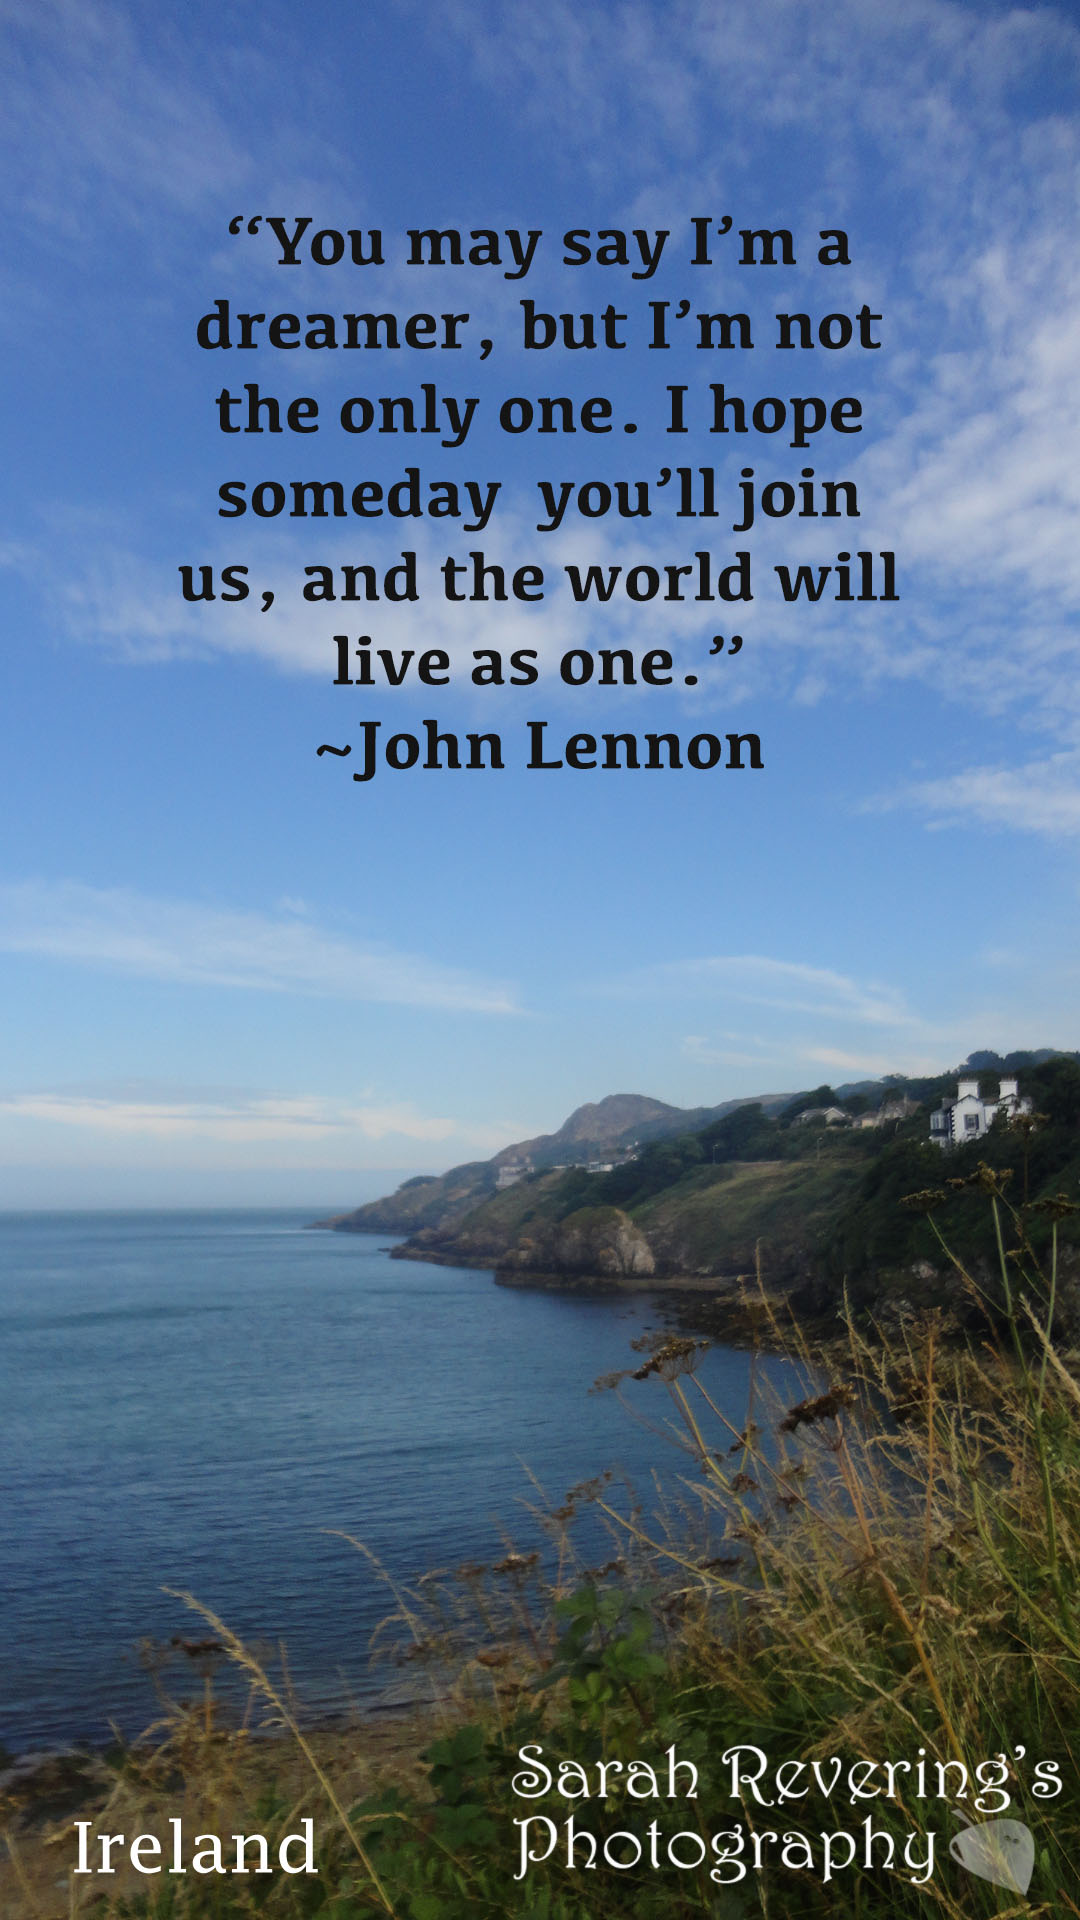 “You may say I’m a
dreamer, but I’m not
the only one. I hope
someday  you’ll join
us, and the world will
live as one.”
~John Lennon
Sarah Revering’s
Photography
Ireland